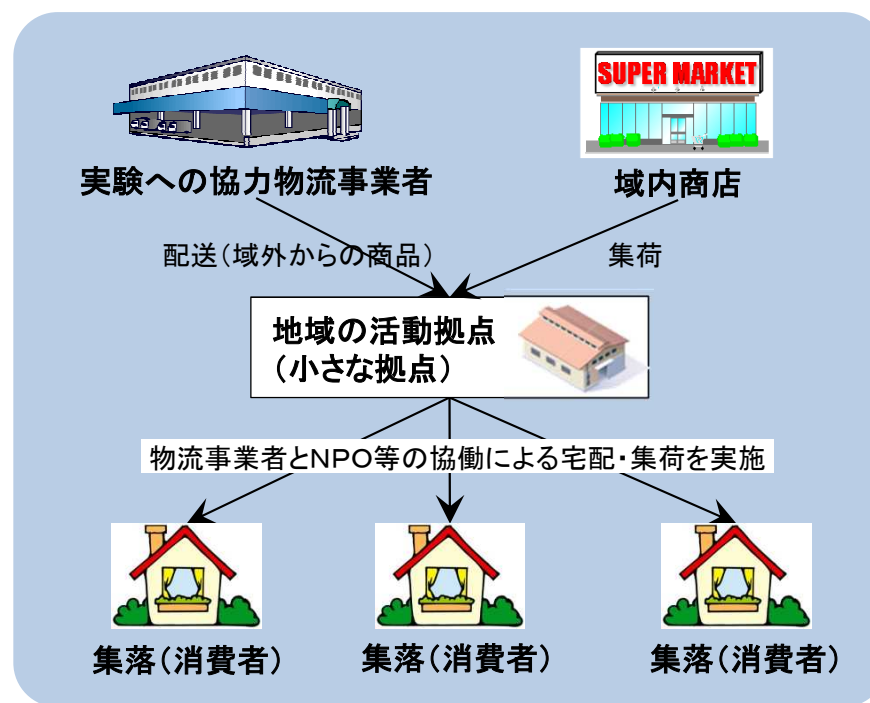 SUPER MARKET
実験への協力物流事業者
域内商店
配送(域外からの商品)
集荷
地域の活動拠点
(小さな拠点)
物流事業者とNPO等の協働による宅配・集荷を実施
集落(消費者)
集落(消費者)
集落(消費者)